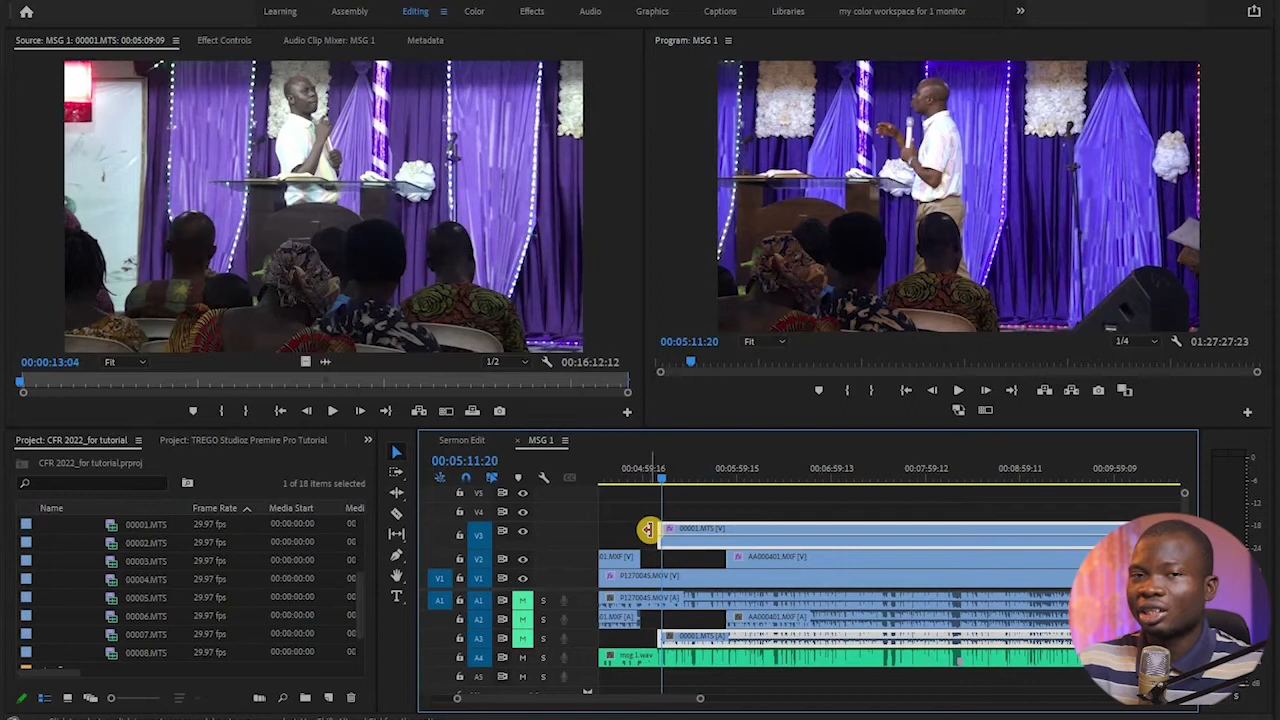 Learning Assembly Editing Color Effects Audio Graphics Captions Libraries my color workspace for 1 monitor
Source: MSG 1: 00001.MTS: 00:05:09:09 Effect Controls Audio Clip Mixer: MSG 1 Metadata
Program: MSG 1
00:00:13:04 Fit 1/2 00:16:12:12
00:05:11:20 Fit 1/4 01:27:27:23
Project: CFR 2022_for tutorial Project: TREGO Studioz Premire Pro Tutorial
CFR 2022_for tutorial.prproj
1 of 18 items selected
Name Frame Rate Media Start Medi
00001.MTS 29.97 fps 00:00:00:00 00
00002.MTS 29.97 fps 00:00:00:00 00
00003.MTS 29.97 fps 00:00:00:00 00
00004.MTS 29.97 fps 00:00:00:00 00
00005.MTS 29.97 fps 00:00:00:00 00
00006.MTS 29.97 fps 00:00:00:00 00
00007.MTS 29.97 fps 00:00:00:00 00
00008.MTS 29.97 fps 00:00:00:00 00
Sermon Edit × MSG 1
00:05:11:20
00:04:59:16 00:05:59:15 00:06:59:13 00:07:59:12 00:08:59:11 00:09:59:09
V5
V4
V3 00001.MTS [V]
V2 01.MXF [V] AA000401.MXF [V]
V1 V1 P1270045.MOV [V]
A1 A1 M S P1270045.MOV [A]
A2 M S 01.MXF [A] AA000401.MXF [A]
A3 M S 00001.MTS [A]
A4 M S msg 1.wav
A5 M S
0
-6
-12
-18
-24
dB
S